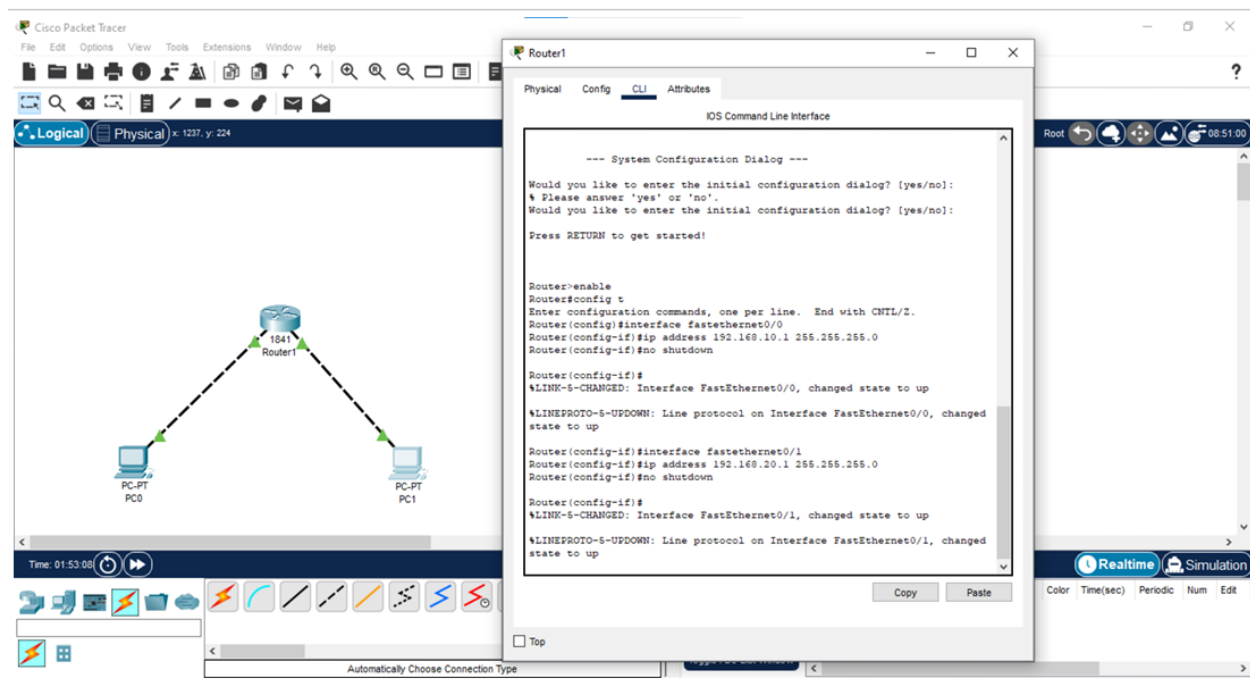 Cisco Packet Tracer
File Edit Options View Tools Extensions Window Help
?
Logical Physical x: 1237, y: 224
Root 08:51:00
1841
Router1
PC-PT
PC0
PC-PT
PC1
Router1
Physical Config CLI Attributes
IOS Command Line Interface
--- System Configuration Dialog ---
Would you like to enter the initial configuration dialog? [yes/no]:
% Please answer 'yes' or 'no'.
Would you like to enter the initial configuration dialog? [yes/no]:
Press RETURN to get started!
Router>enable
Router#config t
Enter configuration commands, one per line. End with CNTL/Z.
Router(config)#interface fastethernet0/0
Router(config-if)#ip address 192.168.10.1 255.255.255.0
Router(config-if)#no shutdown
Router(config-if)#
%LINK-5-CHANGED: Interface FastEthernet0/0, changed state to up
%LINEPROTO-5-UPDOWN: Line protocol on Interface FastEthernet0/0, changed
state to up
Router(config-if)#interface fastethernet0/1
Router(config-if)#ip address 192.168.20.1 255.255.255.0
Router(config-if)#no shutdown
Router(config-if)#
%LINK-5-CHANGED: Interface FastEthernet0/1, changed state to up
%LINEPROTO-5-UPDOWN: Line protocol on Interface FastEthernet0/1, changed
state to up
Copy Paste
Top
Time: 01:53:08
Realtime Simulation
Color Time(sec) Periodic Num Edit
Automatically Choose Connection Type